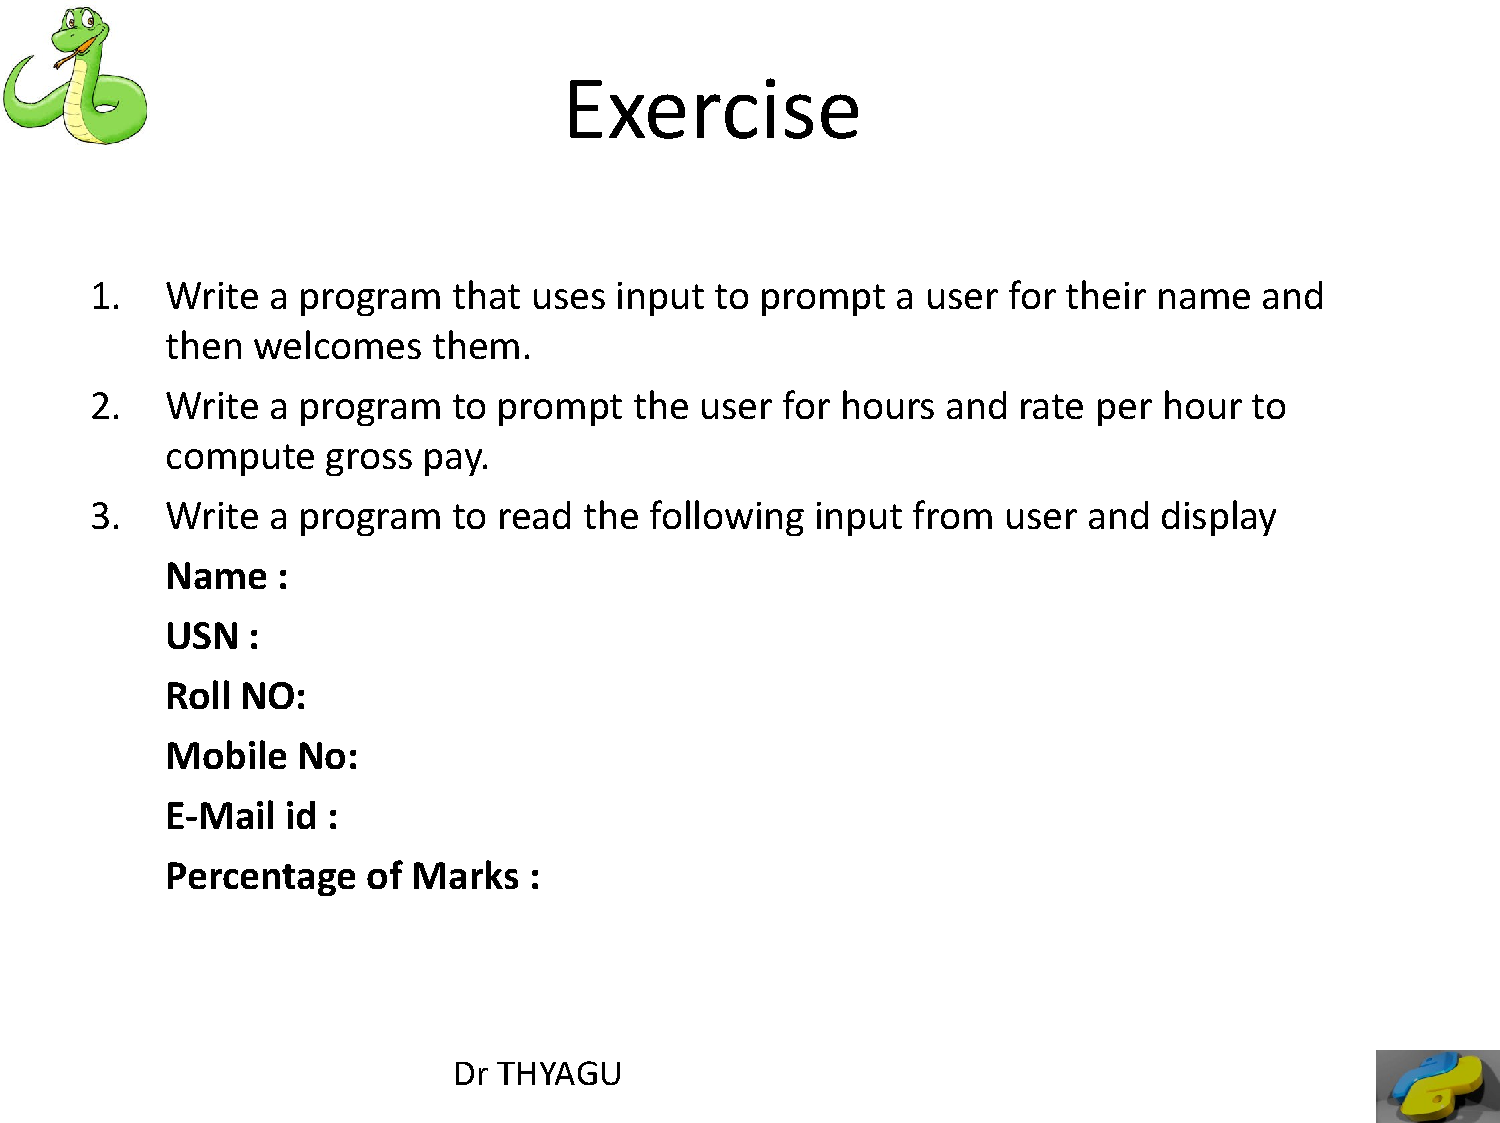 Exercise
1. Write a program that uses input to prompt a user for their name and
then welcomes them.
2. Write a program to prompt the user for hours and rate per hour to
compute gross pay.
3. Write a program to read the following input from user and display
Name :
USN :
Roll NO:
Mobile No:
E-Mail id :
Percentage of Marks :
Dr THYAGU